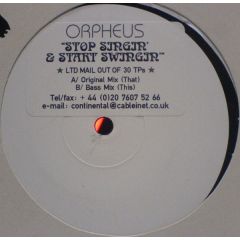 ORPHEUS
"STOP SINGIN'
& START SWINGIN'"
★ LTD MAIL OUT OF 30 TPs ★
A/ Original Mix (That)
B/ Bass Mix (This)
Tel/fax: + 44 (0)20 7607 52 66
e-mail: continental@cableinet.co.uk